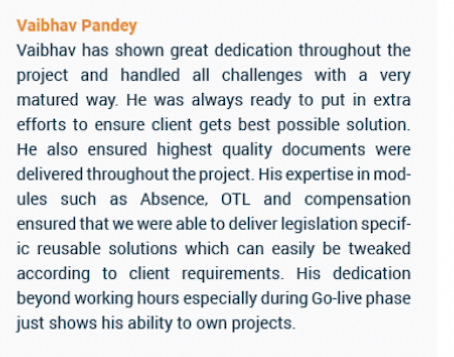 Vaibhav Pandey
Vaibhav has shown great dedication throughout the
project and handled all challenges with a very
matured way. He was always ready to put in extra
efforts to ensure client gets best possible solution.
He also ensured highest quality documents were
delivered throughout the project. His expertise in mod-
ules such as Absence, OTL and compensation
ensured that we were able to deliver legislation specif-
ic reusable solutions which can easily be tweaked
according to client requirements. His dedication
beyond working hours especially during Go-live phase
just shows his ability to own projects.